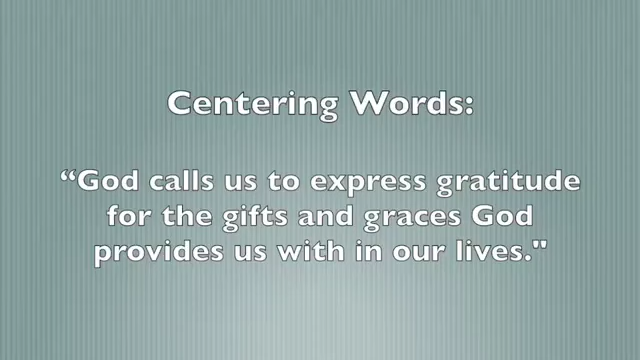 Centering Words:
“God calls us to express gratitude
for the gifts and graces God
provides us with in our lives."